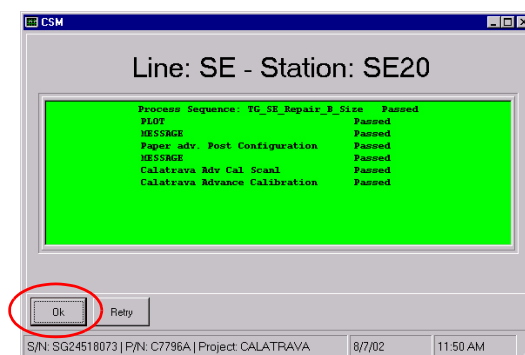 CSM
Line: SE - Station: SE20
Process Sequence: TG_SE_Repair_B_Size Passed
PLOT Passed
MESSAGE Passed
Paper adv. Post Configuration Passed
MESSAGE Passed
Calatrava Adv Cal Scan1 Passed
Calatrava Advance Calibration Passed
Ok Retry
S/N: SG24518073 | P/N: C7796A | Project: CALATRAVA 8/7/02 11:50 AM